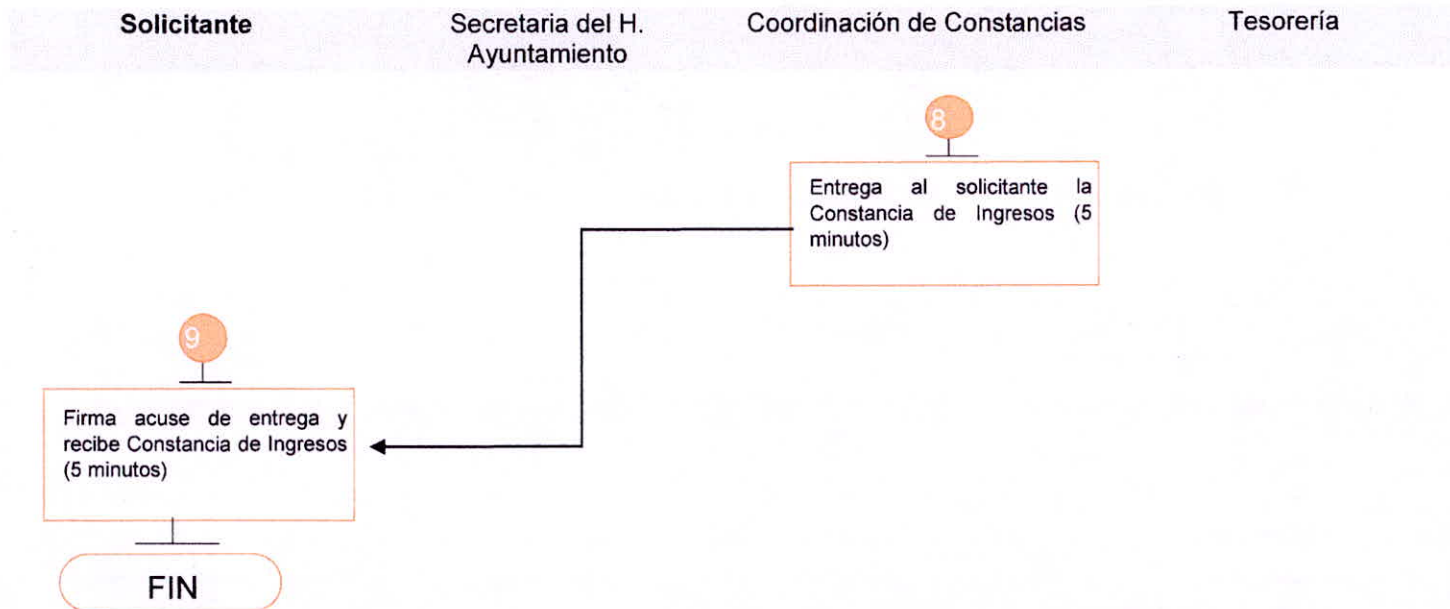 Solicitante
Secretaria del H.
Ayuntamiento
Coordinación de Constancias
Tesorería
8
Entrega al solicitante la
Constancia de Ingresos (5
minutos)
9
Firma acuse de entrega y
recibe Constancia de Ingresos
(5 minutos)
FIN